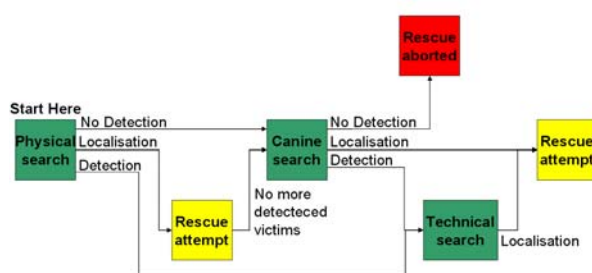 Rescue
aborted
Start Here
No Detection
Physical
search
Localisation
Detection
Canine
search
No Detection
Localisation
Detection
Rescue
attempt
Rescue
attempt
No more
detecteced
victims
Technical
search
Localisation